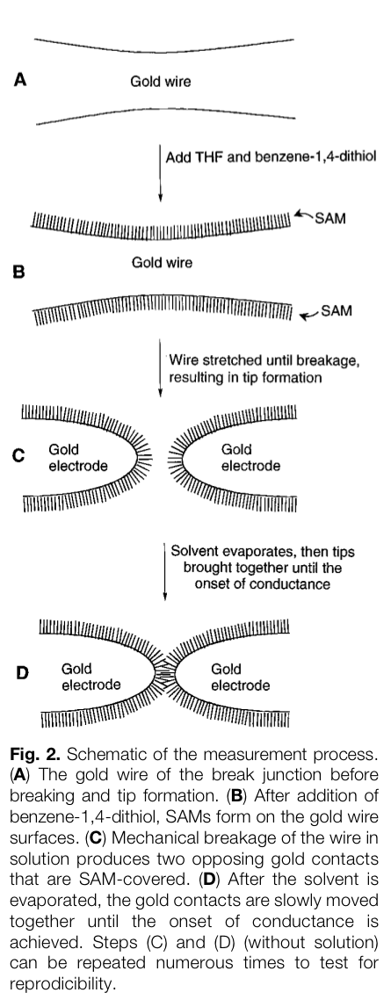 A
Gold wire
Add THF and benzene-1,4-dithiol
SAM
Gold wire
B
SAM
Wire stretched until breakage,
resulting in tip formation
C
Gold
electrode
Gold
electrode
Solvent evaporates, then tips
brought together until the
onset of conductance
D
Gold
electrode
Gold
electrode
Fig. 2. Schematic of the measurement process.
(A) The gold wire of the break junction before
breaking and tip formation. (B) After addition of
benzene-1,4-dithiol, SAMs form on the gold wire
surfaces. (C) Mechanical breakage of the wire in
solution produces two opposing gold contacts
that are SAM-covered. (D) After the solvent is
evaporated, the gold contacts are slowly moved
together until the onset of conductance is
achieved. Steps (C) and (D) (without solution)
can be repeated numerous times to test for
reprodicibility.